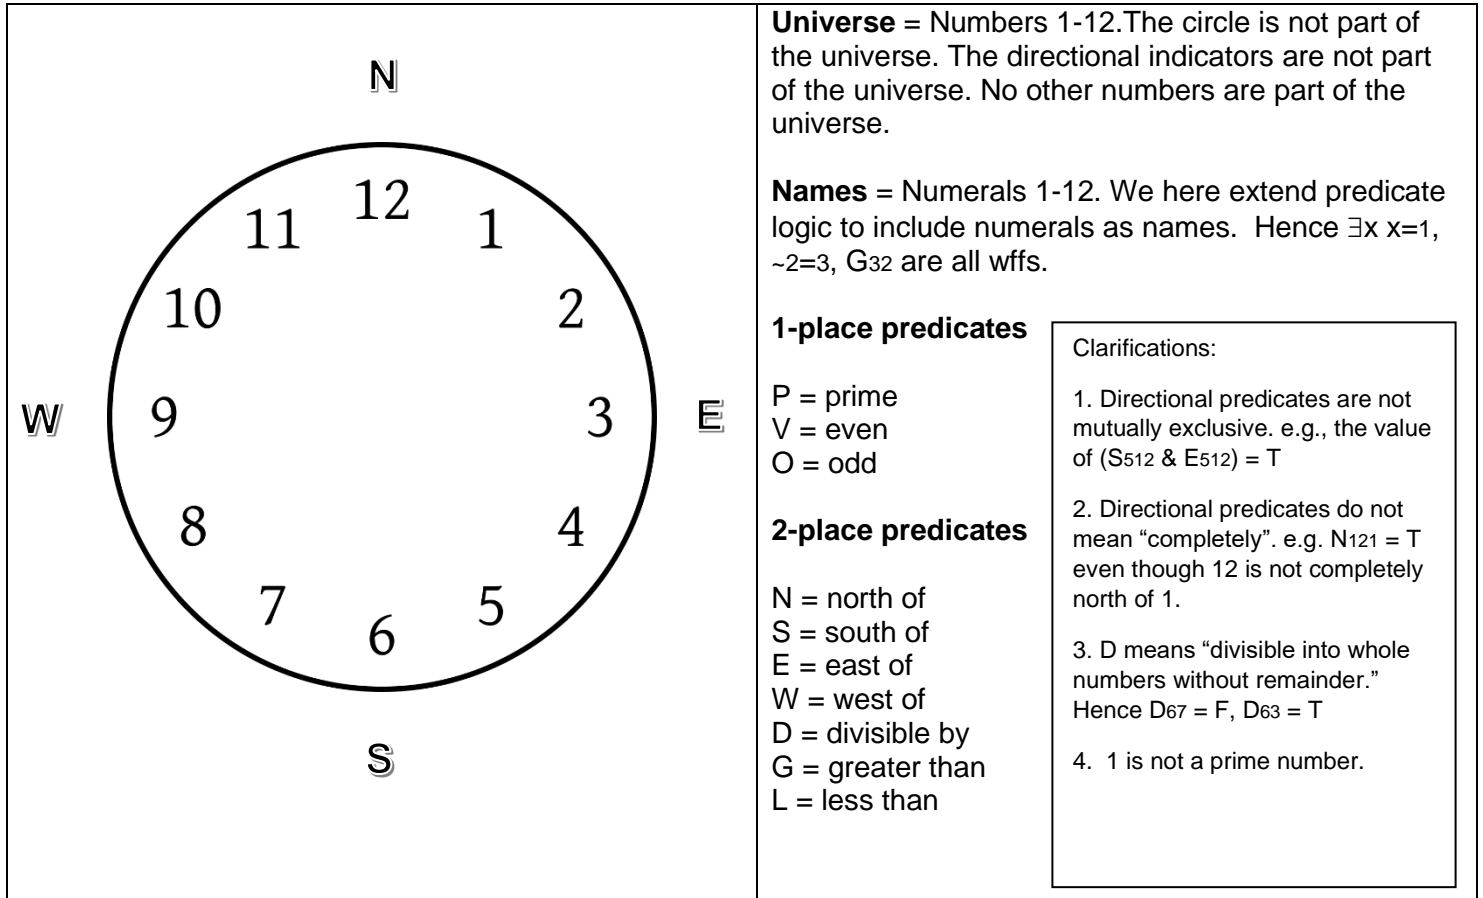 N
12
11
1
10
2
W
9
3
E
8
4
7
5
6
S
Universe = Numbers 1-12.The circle is not part of
the universe. The directional indicators are not part
of the universe. No other numbers are part of the
universe.
Names = Numerals 1-12. We here extend predicate
logic to include numerals as names.  Hence ∃x x=1,
~2=3, G32 are all wffs.
1-place predicates
P = prime
V = even
O = odd
2-place predicates
N = north of
S = south of
E = east of
W = west of
D = divisible by
G = greater than
L = less than
Clarifications:
1. Directional predicates are not
mutually exclusive. e.g., the value
of (S512 & E512) = T
2. Directional predicates do not
mean “completely”. e.g. N121 = T
even though 12 is not completely
north of 1.
3. D means “divisible into whole
numbers without remainder.”
Hence D67 = F, D63 = T
4.  1 is not a prime number.